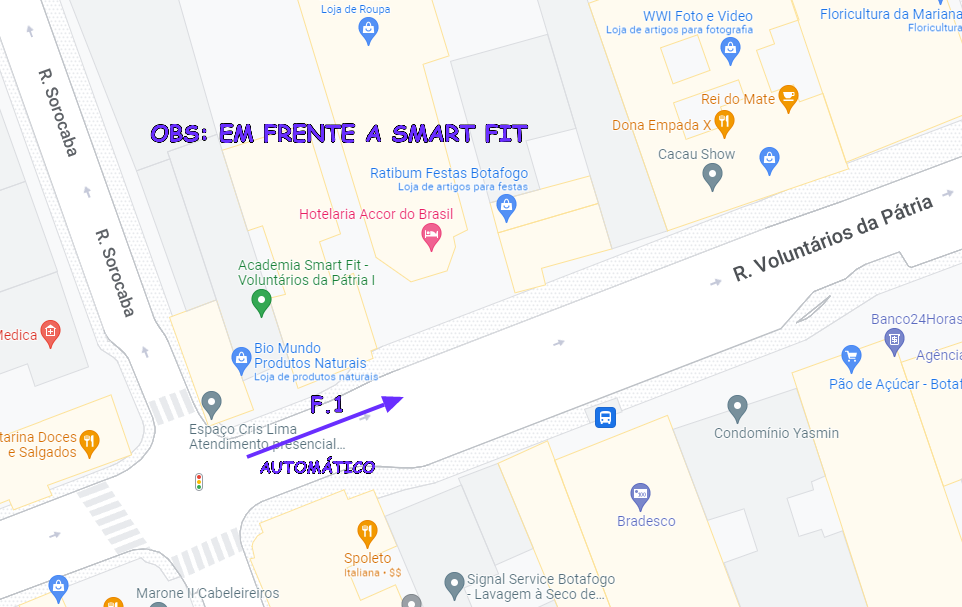 Loja de Roupa
WWI Foto e Video
Loja de artigos para fotografia
Floricultura da Mariana
Floricultura
R. Sorocaba
OBS: EM FRENTE A SMART FIT
Rei do Mate
Dona Empada X
Cacau Show
Ratibum Festas Botafogo
Loja de artigos para festas
Hotelaria Accor do Brasil
R. Voluntários da Pátria
R. Sorocaba
Academia Smart Fit -
Voluntários da Pátria I
Medica
Bio Mundo
Produtos Naturais
Loja de produtos naturais
Banco24Horas
Agência
Pão de Açúcar - Botaf
F.1
Espaço Cris Lima
Atendimento presencial...
Condomínio Yasmin
tarina Doces
e Salgados
AUTOMÁTICO
Bradesco
Spoleto
Italiana • $$
Signal Service Botafogo
- Lavagem à Seco de...
Marone II Cabeleireiros